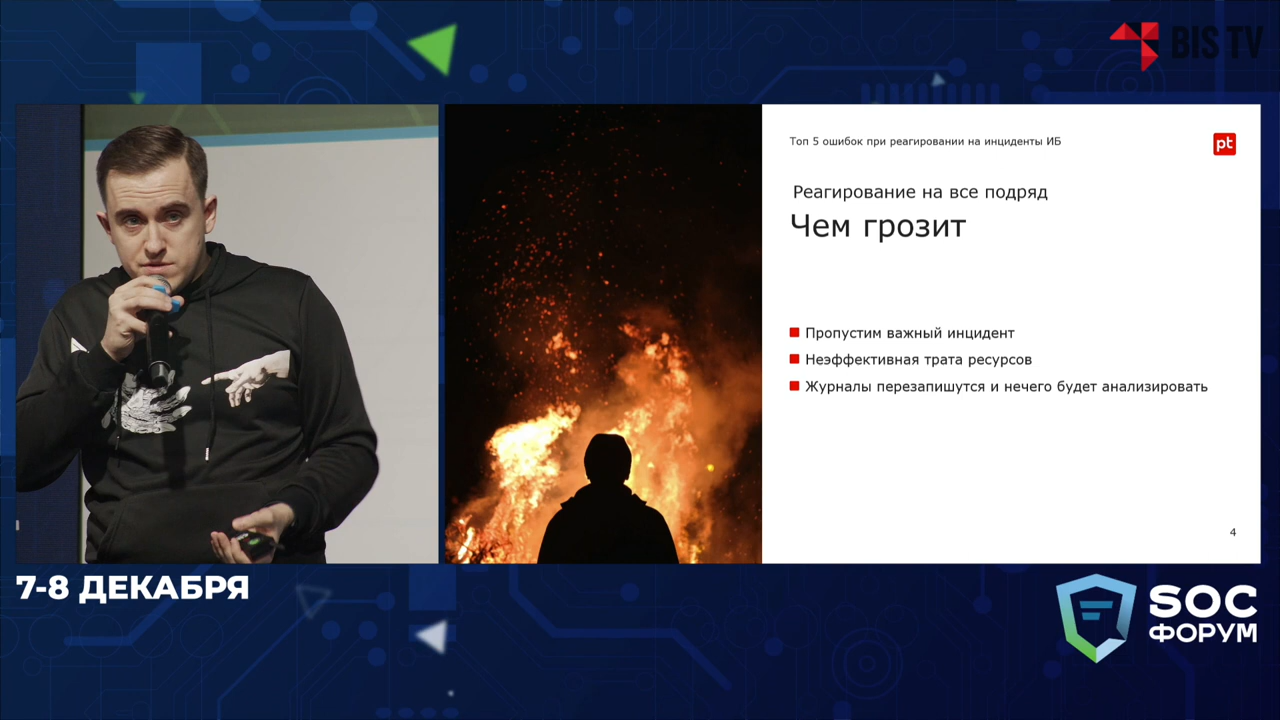 BIS TV
Топ 5 ошибок при реагировании на инциденты ИБ
pt
Реагирование на все подряд
Чем грозит
Пропустим важный инцидент
Неэффективная трата ресурсов
Журналы перезапишутся и нечего будет анализировать
4
7-8 ДЕКАБРЯ
SOC
ФОРУМ